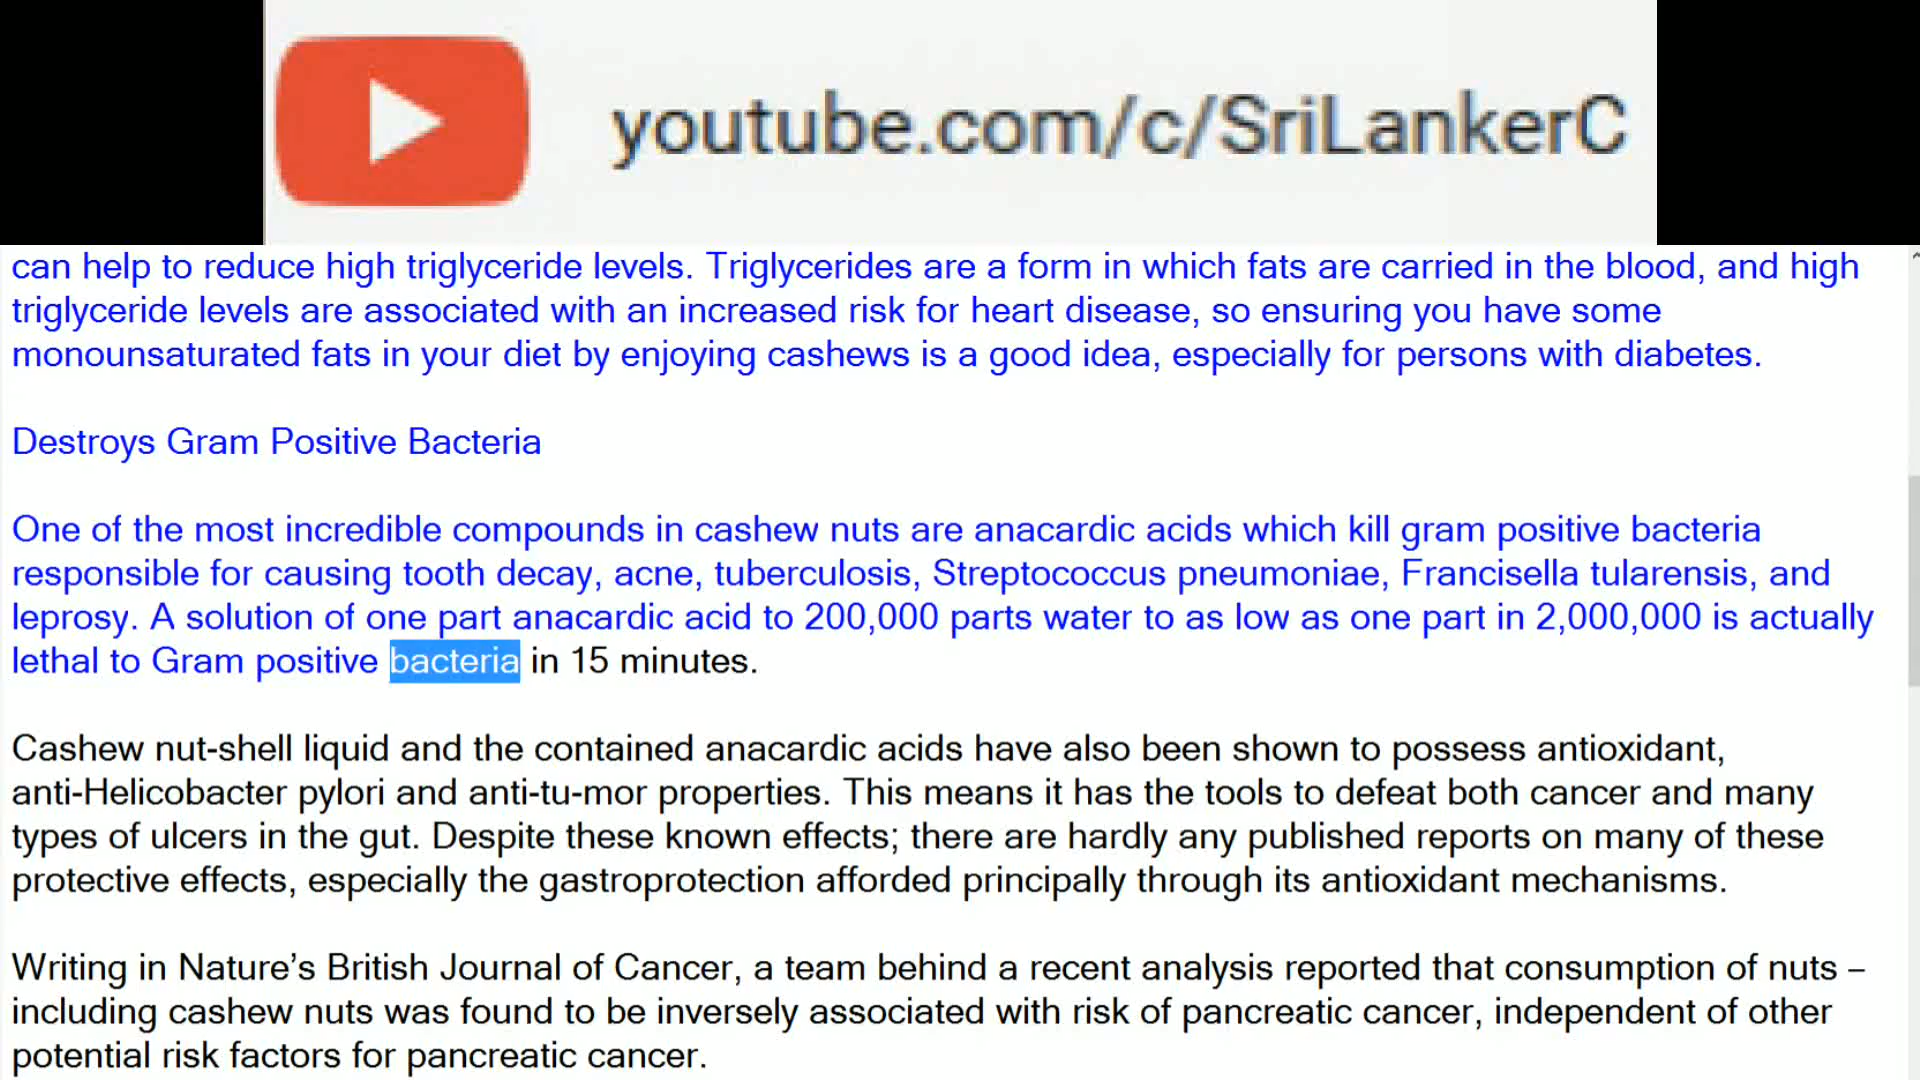 youtube.com/c/SriLankerC
can help to reduce high triglyceride levels. Triglycerides are a form in which fats are carried in the blood, and high
triglyceride levels are associated with an increased risk for heart disease, so ensuring you have some
monounsaturated fats in your diet by enjoying cashews is a good idea, especially for persons with diabetes.
Destroys Gram Positive Bacteria
One of the most incredible compounds in cashew nuts are anacardic acids which kill gram positive bacteria
responsible for causing tooth decay, acne, tuberculosis, Streptococcus pneumoniae, Francisella tularensis, and
leprosy. A solution of one part anacardic acid to 200,000 parts water to as low as one part in 2,000,000 is actually
lethal to Gram positive bacteria in 15 minutes.
Cashew nut-shell liquid and the contained anacardic acids have also been shown to possess antioxidant,
anti-Helicobacter pylori and anti-tu-mor properties. This means it has the tools to defeat both cancer and many
types of ulcers in the gut. Despite these known effects; there are hardly any published reports on many of these
protective effects, especially the gastroprotection afforded principally through its antioxidant mechanisms.
Writing in Nature’s British Journal of Cancer, a team behind a recent analysis reported that consumption of nuts –
including cashew nuts was found to be inversely associated with risk of pancreatic cancer, independent of other
potential risk factors for pancreatic cancer.